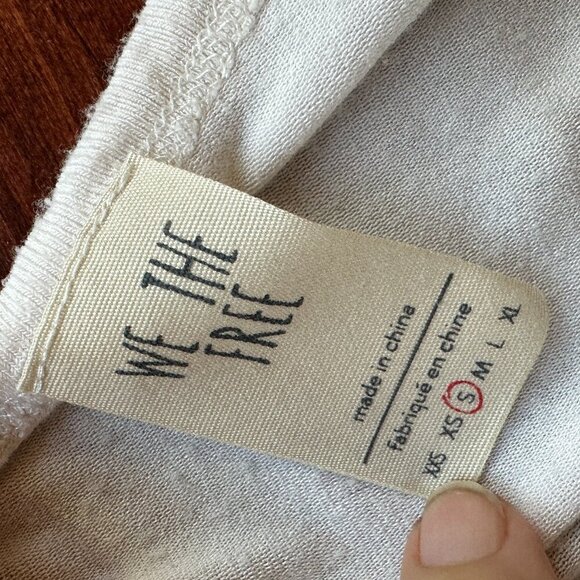 WE THE
FREE
made in china
fabriqué en chine
XXS XS S M L XL